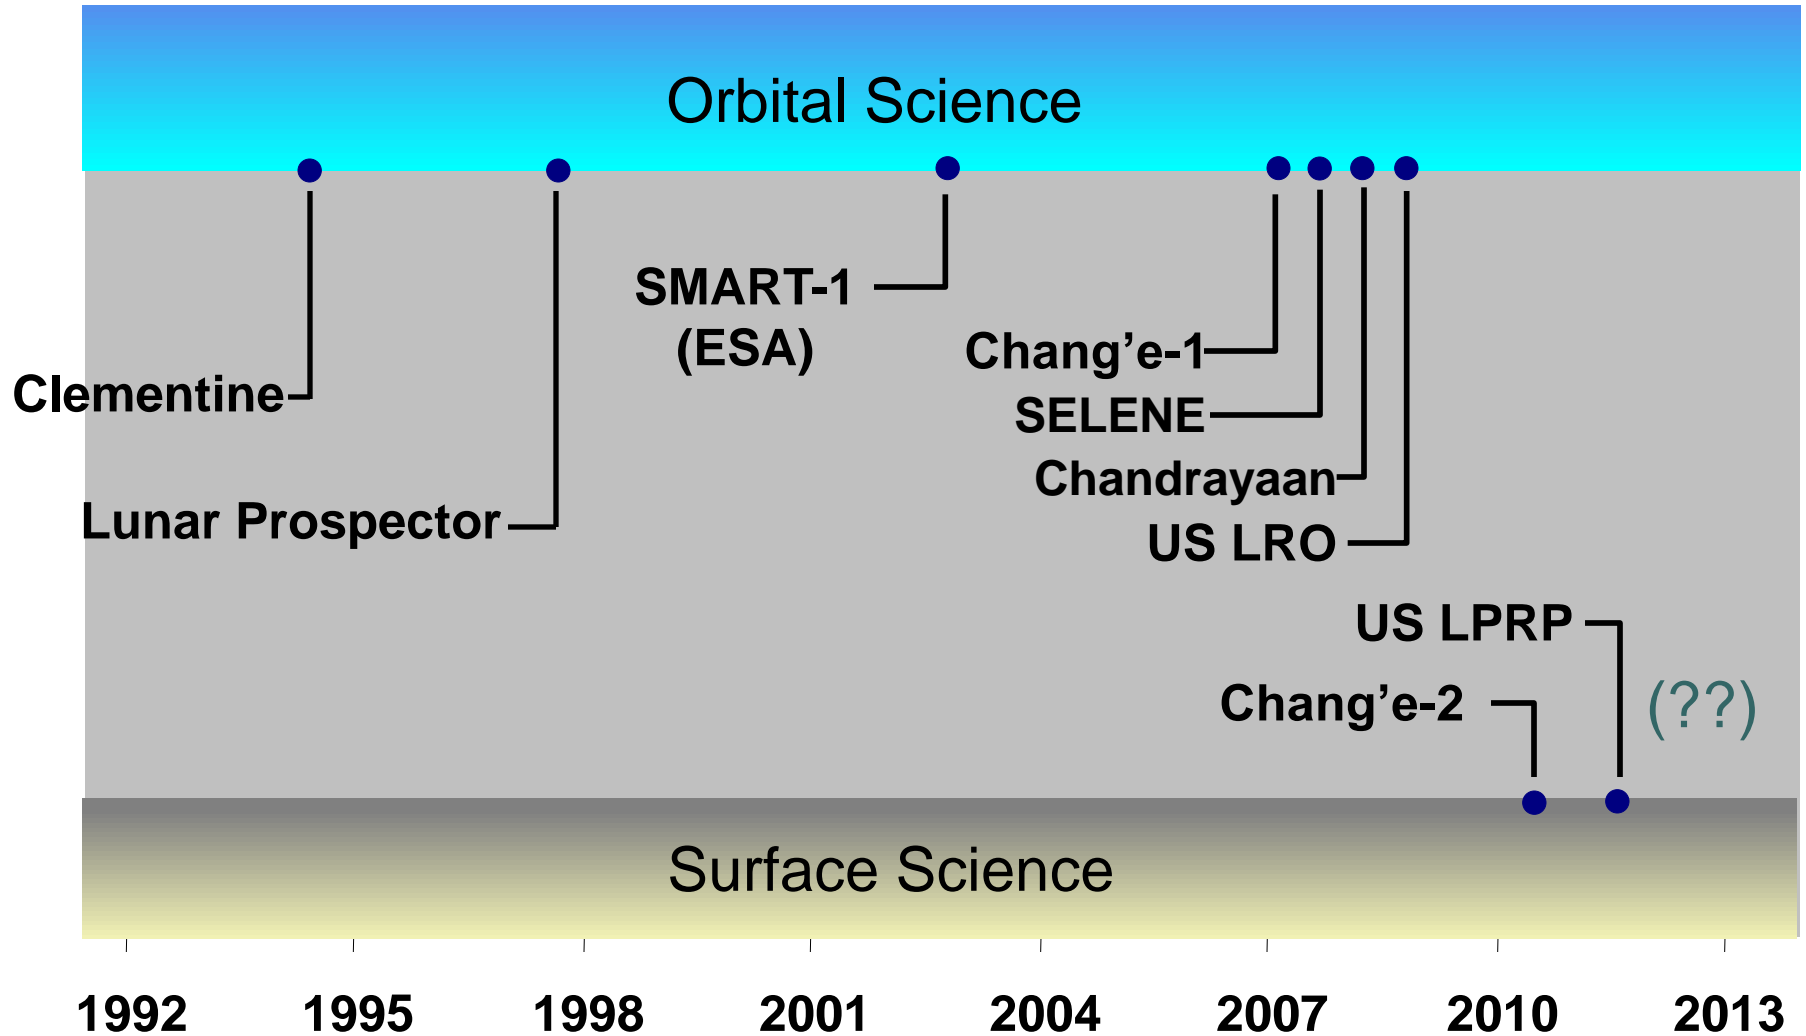 Orbital Science
SMART-1
(ESA)
Chang’e-1
Clementine
SELENE
Chandrayaan
Lunar Prospector
US LRO
US LPRP
Chang’e-2
(??)
Surface Science
1992 1995 1998 2001 2004 2007 2010 2013